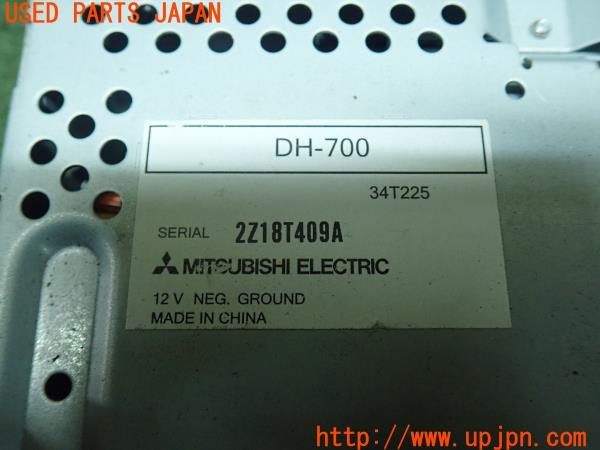 USED PARTS JAPAN
DH-700
34T225
SERIAL 2Z18T409A
MITSUBISHI ELECTRIC
12 V NEG. GROUND
MADE IN CHINA
http://www.upjpn.com/